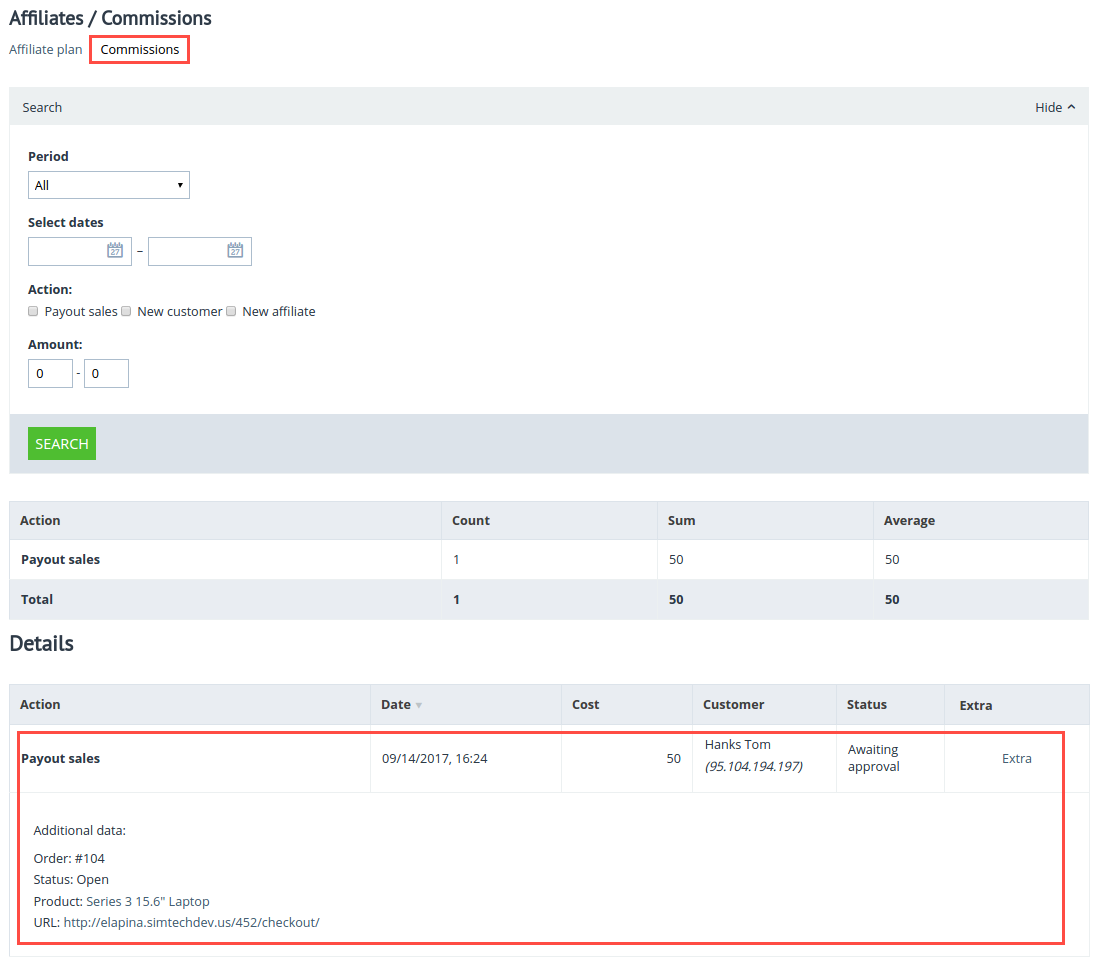 Affiliates / Commissions
Affiliate plan Commissions
Search Hide
Period
All
Select dates
27 – 27
Action:
Payout sales New customer New affiliate
Amount:
0 - 0
SEARCH
Action Count Sum Average
Payout sales 1 50 50
Total 1 50 50
Details
Action Date Cost Customer Status Extra
Payout sales 09/14/2017, 16:24 50 Hanks Tom (95.104.194.197) Awaiting approval Extra
Additional data:
Order: #104
Status: Open
Product: Series 3 15.6" Laptop
URL: http://elapina.simtechdev.us/452/checkout/